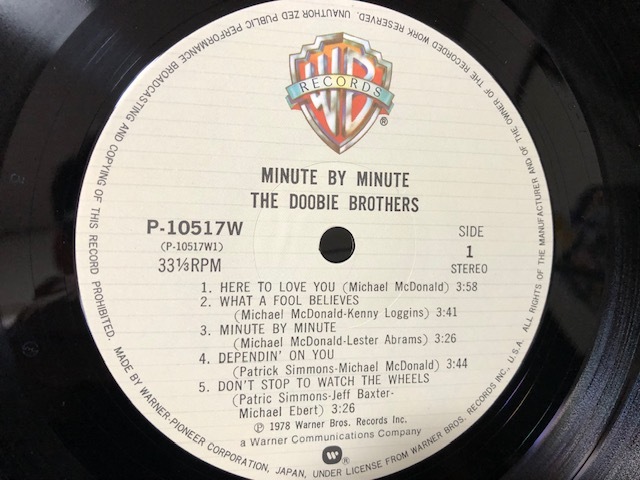 WB
RECORDS
®
MINUTE BY MINUTE
THE DOOBIE BROTHERS
P-10517W
(P-10517W1)
33⅓RPM
SIDE
1
STEREO
1. HERE TO LOVE YOU (Michael McDonald) 3:58
2. WHAT A FOOL BELIEVES
(Michael McDonald-Kenny Loggins) 3:41
3. MINUTE BY MINUTE
(Michael McDonald-Lester Abrams) 3:26
4. DEPENDIN' ON YOU
(Patrick Simmons-Michael McDonald) 3:44
5. DON'T STOP TO WATCH THE WHEELS
(Patric Simmons-Jeff Baxter-
Michael Ebert) 3:26
℗ 1978 Warner Bros. Records Inc.
a Warner Communications Company
®
MADE BY WARNER-PIONEER CORPORATION, JAPAN, UNDER LICENSE FROM WARNER BROS. RECORDS INC., U.S.A. ALL RIGHTS OF THE MANUFACTURER AND OF THE OWNER OF THE RECORDED WORK RESERVED. UNAUTHORIZED PUBLIC PERFORMANCE BROADCASTING AND COPYING OF THIS RECORD PROHIBITED.